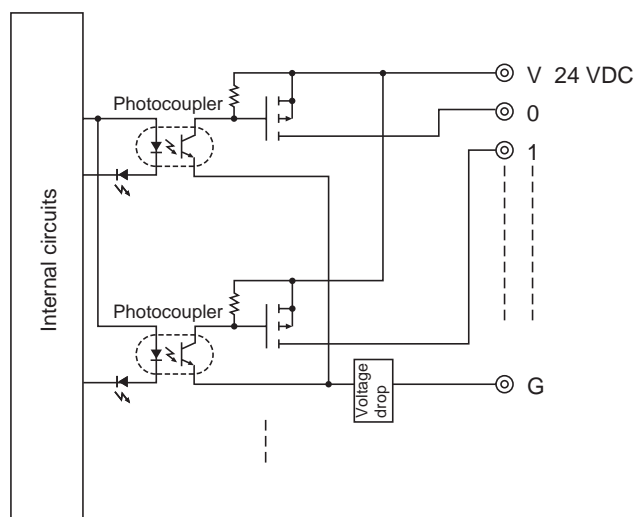 V 24 VDC
Photocoupler
0
1
Internal circuits
Photocoupler
Voltage
drop
G